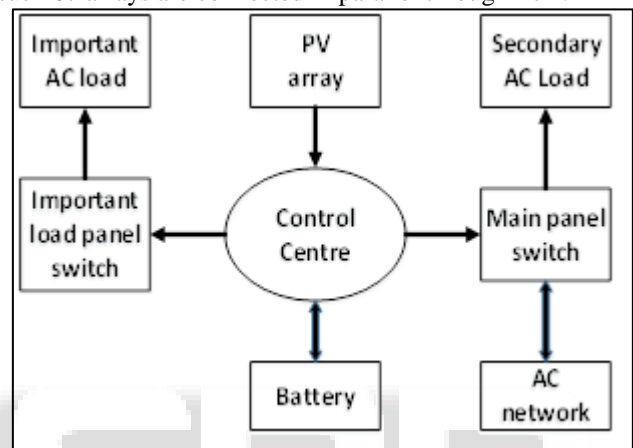 Important
AC load
PV
array
Secondary
AC Load
Important
load panel
switch
Control
Centre
Main panel
switch
Battery
AC
network